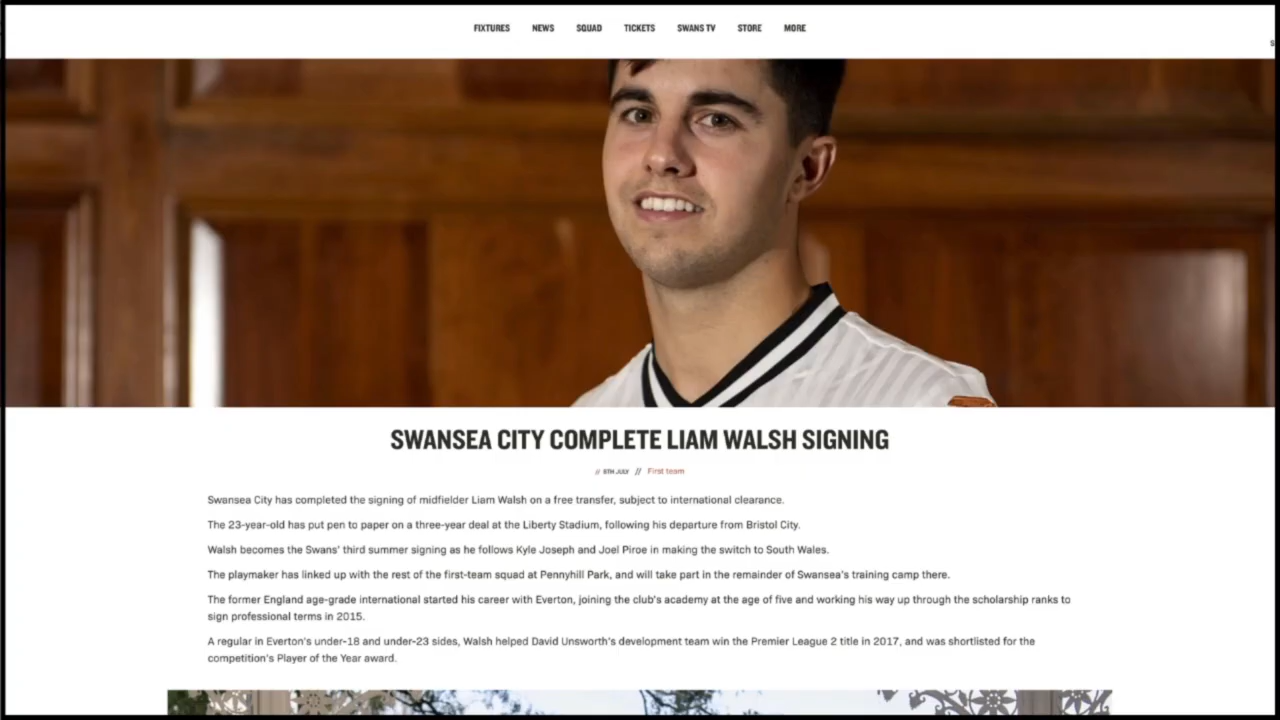 FIXTURES NEWS SQUAD TICKETS SWANS TV STORE MORE
SWANSEA CITY COMPLETE LIAM WALSH SIGNING
// 6TH JULY // First team
Swansea City has completed the signing of midfielder Liam Walsh on a free transfer, subject to international clearance.
The 23-year-old has put pen to paper on a three-year deal at the Liberty Stadium, following his departure from Bristol City.
Walsh becomes the Swans' third summer signing as he follows Kyle Joseph and Joel Piroe in making the switch to South Wales.
The playmaker has linked up with the rest of the first-team squad at Pennyhill Park, and will take part in the remainder of Swansea's training camp there.
The former England age-grade international started his career with Everton, joining the club's academy at the age of five and working his way up through the scholarship ranks to
sign professional terms in 2015.
A regular in Everton's under-18 and under-23 sides, Walsh helped David Unsworth's development team win the Premier League 2 title in 2017, and was shortlisted for the
competition's Player of the Year award.